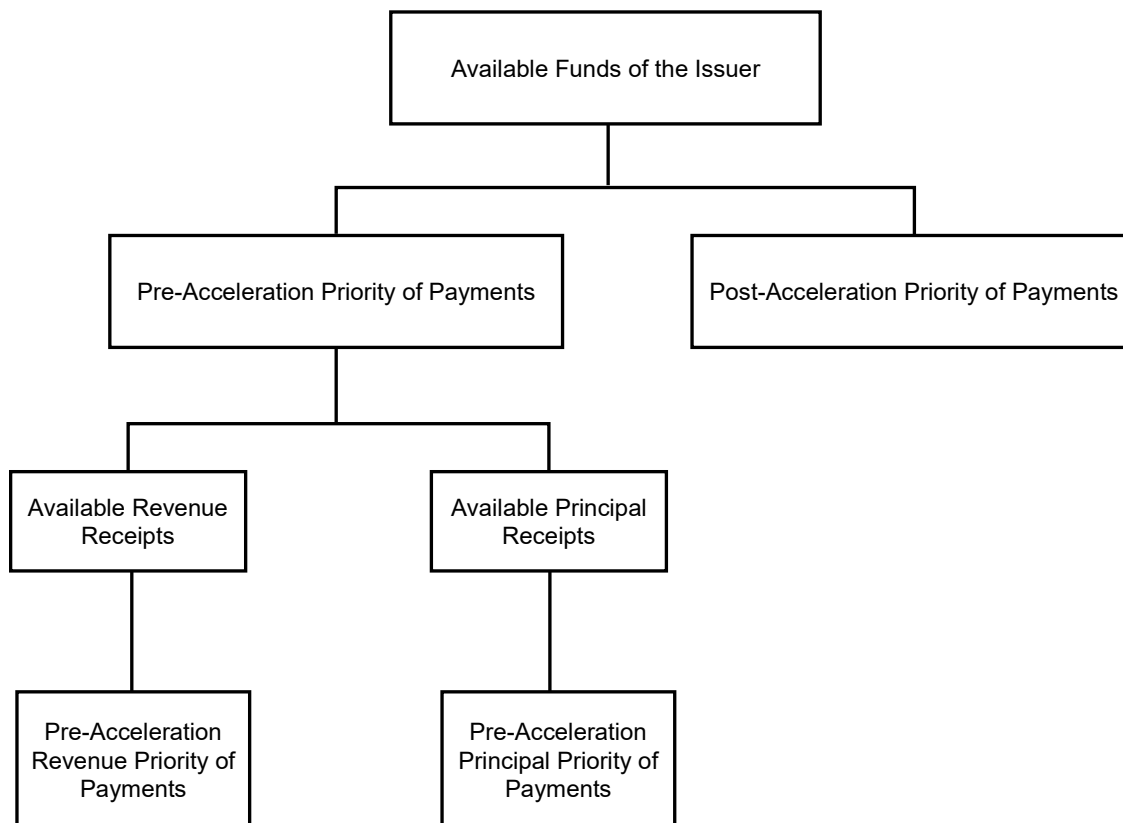 Available Funds of the Issuer
Pre-Acceleration Priority of Payments
Post-Acceleration Priority of Payments
Available Revenue
Receipts
Available Principal
Receipts
Pre-Acceleration
Revenue Priority of
Payments
Pre-Acceleration
Principal Priority of
Payments